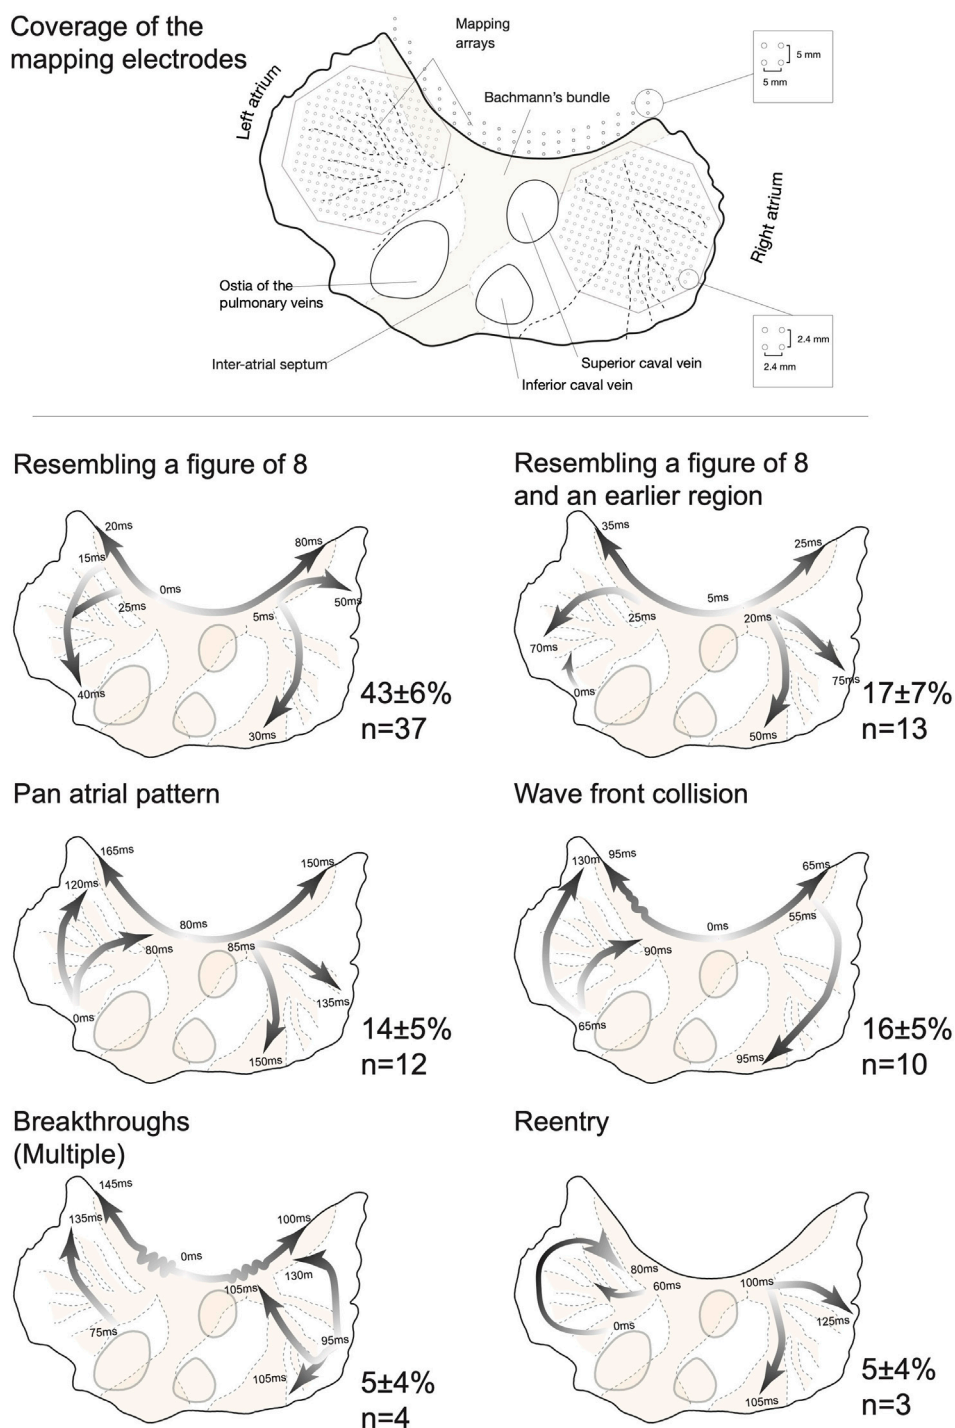 Coverage of the
mapping electrodes
Mapping
arrays
5 mm
5 mm
Bachmann's bundle
Left atrium
Right atrium
Ostia of the
pulmonary veins
2.4 mm
2.4 mm
Inter-atrial septum
Superior caval vein
Inferior caval vein
Resembling a figure of 8
20ms
80ms
15ms
0ms
50ms
25ms
5ms
40ms
30ms
43±6%
n=37
Resembling a figure of 8
and an earlier region
35ms
25ms
5ms
25ms
20ms
70ms
75ms
0ms
50ms
17±7%
n=13
Pan atrial pattern
165ms
150ms
120ms
80ms
80ms
85ms
135ms
0ms
150ms
14±5%
n=12
Wave front collision
130m
95ms
65ms
55ms
0ms
90ms
65ms
95ms
16±5%
n=10
Breakthroughs
(Multiple)
145ms
135ms
100ms
0ms
130m
105ms
75ms
95ms
105ms
5±4%
n=4
Reentry
80ms
60ms
100ms
0ms
125ms
105ms
5±4%
n=3